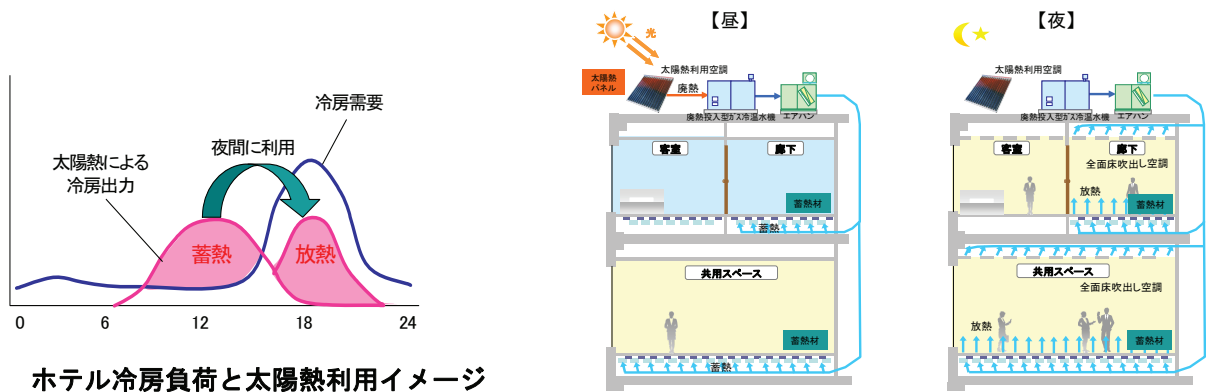 冷房需要
夜間に利用
太陽熱による
冷房出力
蓄熱
放熱
0 6 12 18 24
ホテル冷房負荷と太陽熱利用イメージ
【昼】
光
太陽熱
パネル
太陽熱利用空調
廃熱
廃熱投入型ガス冷温水機
エアハン
客室
廊下
蓄熱材
蓄熱
共用スペース
蓄熱材
蓄熱
【夜】
太陽熱利用空調
廃熱投入型ガス冷温水機
エアハン
客室
廊下
全面床吹出し空調
放熱
蓄熱材
共用スペース
全面床吹出し空調
放熱
蓄熱材